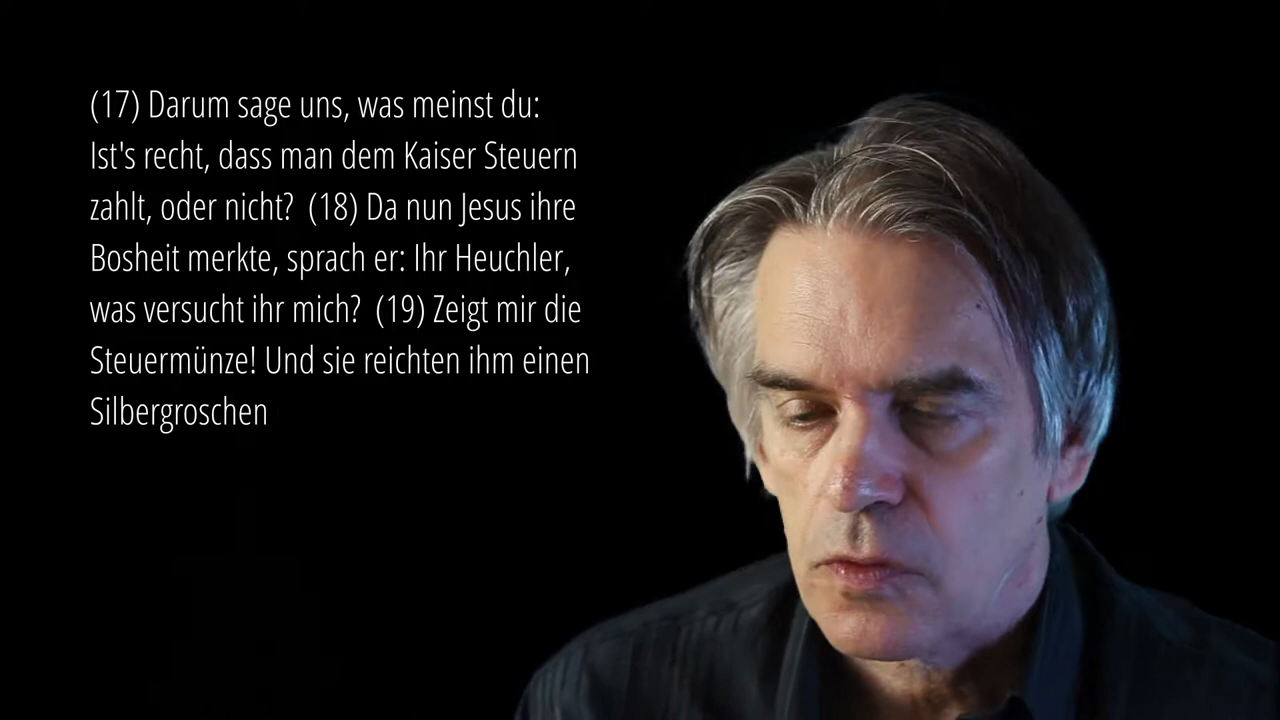 (17) Darum sage uns, was meinst du:
Ist's recht, dass man dem Kaiser Steuern
zahlt, oder nicht? (18) Da nun Jesus ihre
Bosheit merkte, sprach er: Ihr Heuchler,
was versucht ihr mich? (19) Zeigt mir die
Steuermünze! Und sie reichten ihm einen
Silbergroschen